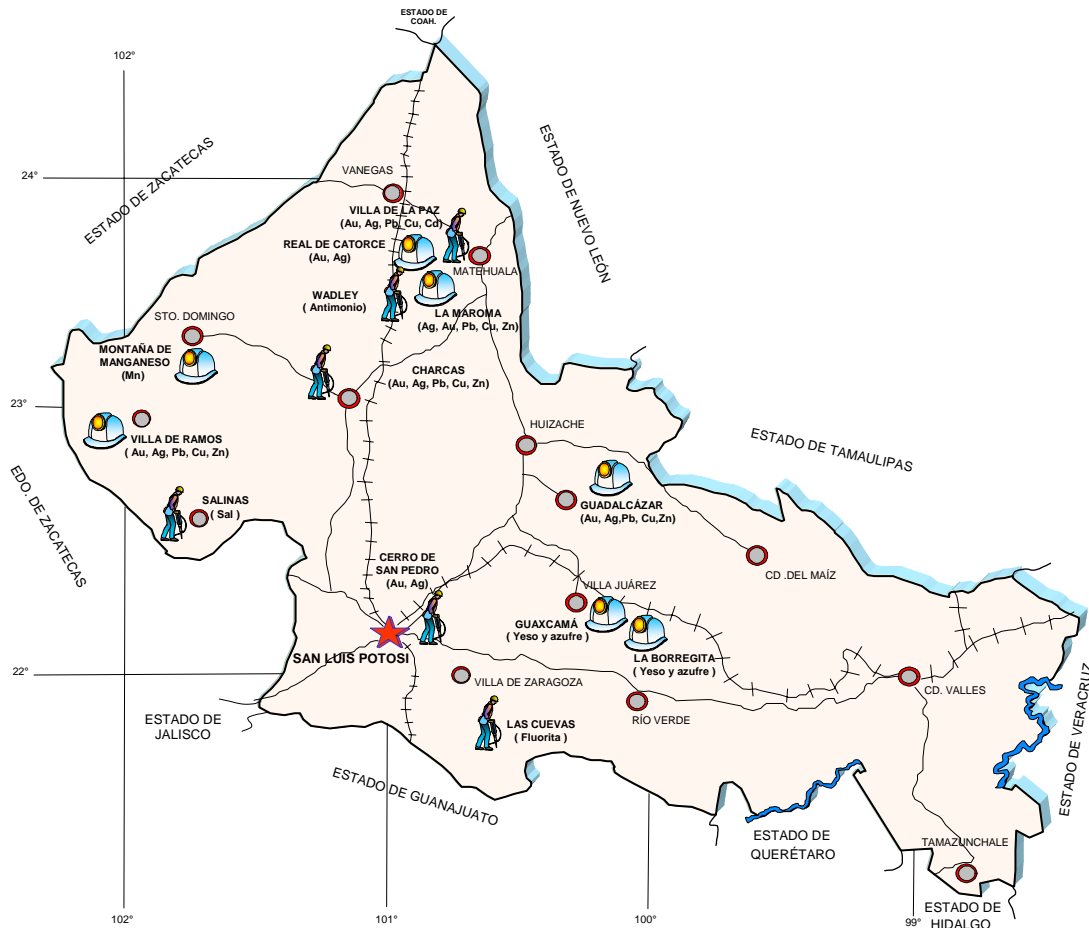 ESTADO DE
COAH.
102°
ESTADO DE ZACATECAS
ESTADO DE NUEVO LEÓN
24°
VANEGAS
VILLA DE LA PAZ
(Au, Ag, Pb, Cu, Cd)
REAL DE CATORCE
(Au, Ag)
MATEHUALA
WADLEY
( Antimonio)
LA MAROMA
(Ag, Au, Pb, Cu, Zn)
STO. DOMINGO
MONTAÑA DE
MANGANESO
(Mn)
CHARCAS
(Au, Ag, Pb, Cu, Zn)
23°
HUIZACHE
ESTADO DE TAMAULIPAS
VILLA DE RAMOS
( Au, Ag, Pb, Cu, Zn)
EDO. DE ZACATECAS
SALINAS
( Sal )
GUADALCÁZAR
(Au, Ag,Pb, Cu,Zn)
CERRO DE
SAN PEDRO
(Au, Ag)
CD .DEL MAÍZ
VILLA JUÁREZ
GUAXCAMÁ
( Yeso y azufre )
LA BORREGITA
( Yeso y azufre )
SAN LUIS POTOSI
22°
VILLA DE ZARAGOZA
CD. VALLES
RÍO VERDE
ESTADO DE
JALISCO
LAS CUEVAS
( Fluorita )
ESTADO DE VERACRUZ
ESTADO DE GUANAJUATO
ESTADO DE
QUERÉTARO
TAMAZUNCHALE
ESTADO DE
HIDALGO
102°
101°
100°
99°